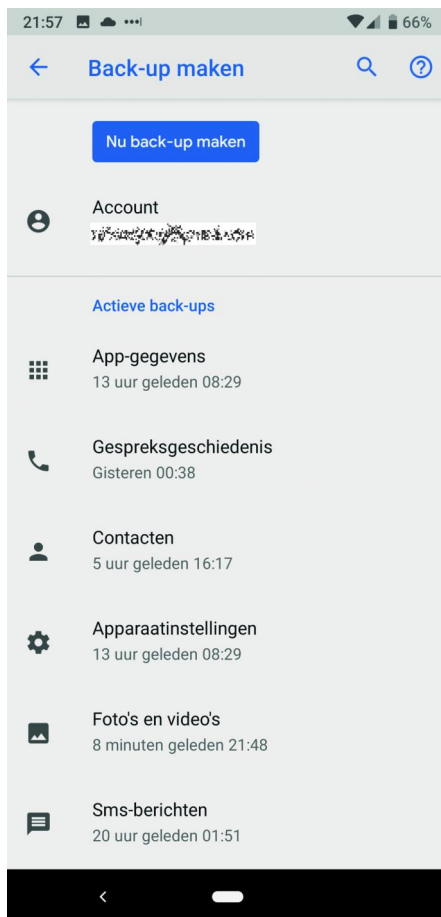 21:57
66%
Back-up maken
Nu back-up maken
Account
Actieve back-ups
App-gegevens
13 uur geleden 08:29
Gespreksgeschiedenis
Gisteren 00:38
Contacten
5 uur geleden 16:17
Apparaatinstellingen
13 uur geleden 08:29
Foto's en video's
8 minuten geleden 21:48
Sms-berichten
20 uur geleden 01:51